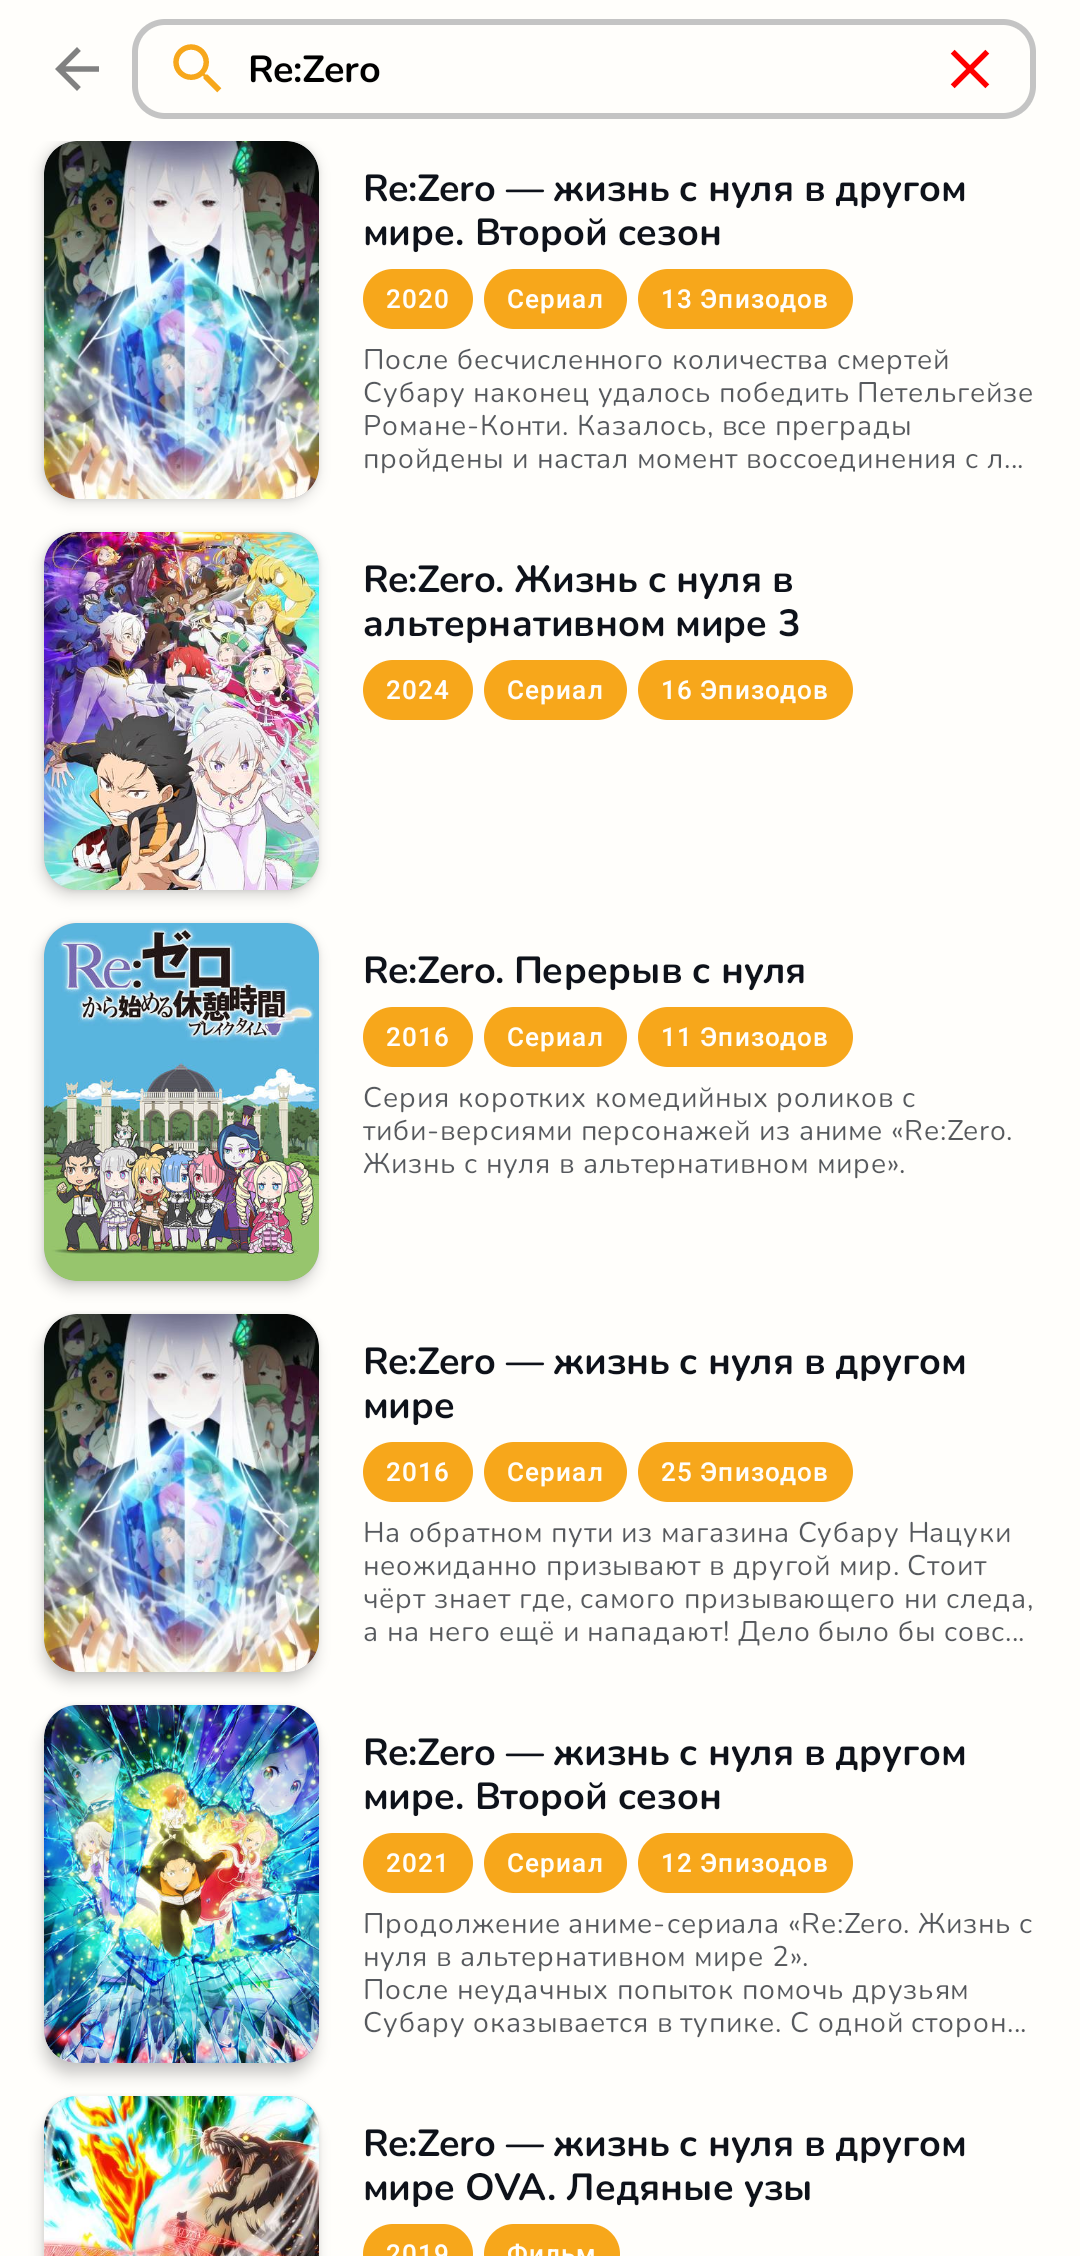 Re:Zero
Re:Zero — жизнь с нуля в другом
мире. Второй сезон
2020 Сериал 13 Эпизодов
После бесчисленного количества смертей
Субару наконец удалось победить Петельгейзе
Романе-Конти. Казалось, все преграды
пройдены и настал момент воссоединения с л...
Re:Zero. Жизнь с нуля в
альтернативном мире 3
2024 Сериал 16 Эпизодов
Re:ゼロ
から始める休憩時間
ブレイクタイム
Re:Zero. Перерыв с нуля
2016 Сериал 11 Эпизодов
Серия коротких комедийных роликов с
тиби-версиями персонажей из аниме «Re:Zero.
Жизнь с нуля в альтернативном мире».
Re:Zero — жизнь с нуля в другом
мире
2016 Сериал 25 Эпизодов
На обратном пути из магазина Субару Нацуки
неожиданно призывают в другой мир. Стоит
чёрт знает где, самого призывающего ни следа,
а на него ещё и нападают! Дело было бы совс...
Re:Zero — жизнь с нуля в другом
мире. Второй сезон
2021 Сериал 12 Эпизодов
Продолжение аниме-сериала «Re:Zero. Жизнь с
нуля в альтернативном мире 2».
После неудачных попыток помочь друзьям
Субару оказывается в тупике. С одной сторон...
Re:Zero — жизнь с нуля в другом
мире OVA. Ледяные узы
2019 Фильм